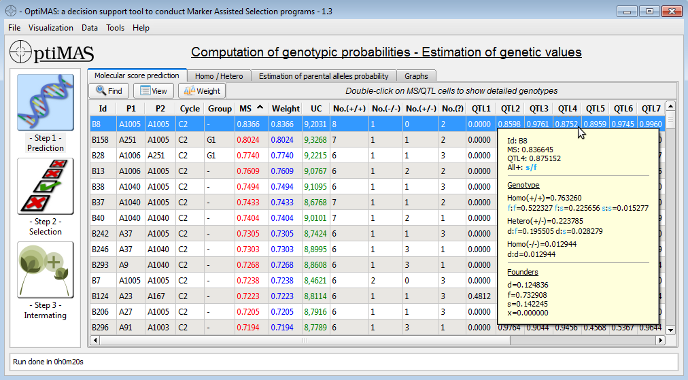 - OptiMAS: a decision support tool to conduct Marker Assisted Selection programs - 1.3
File Visualization Data Tools Help
OptiMAS
Computation of genotypic probabilities - Estimation of genetic values
Molecular score prediction Homo / Hetero Estimation of parental alleles probability Graphs
Find View Weight Double-click on MS/QTL cells to show detailed genotypes
Id P1 P2 Cycle Group MS Weight UC No.(+/+) No.(-/-) No.(+/-) No.(?) QTL1 QTL2 QTL3 QTL4 QTL5 QTL6 QTL7
B8 A1005 A1005 C2 - 0.8366 0.8366 9,2031 8 1 0 2 0.0000 0.8598 0.9761 0.8752 0.8959 0.9745 0.9960
B158 A251 A1005 C2 G1 0.8024 0.8024 9,3268 7 1 1 2 0.0000
B28 A1006 A251 C2 G1 0.7740 0.7740 9,2215 6 1 1 3 0.0000
B13 A1006 A1005 C2 - 0.7609 0.7609 9,0767 6 1 2 2 0.0000
B38 A1040 A1005 C2 - 0.7494 0.7494 9,1095 6 1 1 3 0.0000
B37 A1040 A1005 C2 - 0.7433 0.7433 8,6768 7 1 1 2 0.0000
B40 A1040 A1005 C2 - 0.7404 0.7404 9,0101 7 1 1 2 0.0000
B242 A37 A1005 C2 - 0.7305 0.7305 8,7424 6 1 1 3 0.0000
B246 A37 A1040 C2 - 0.7303 0.7303 8,8995 6 1 3 1 0.0000
B293 A9 A1040 C2 - 0.7268 0.7268 8,8608 6 1 3 1 0.0000
B7 A1005 A1005 C2 - 0.7238 0.7238 8,4621 6 2 0 3 0.0000
B124 A23 A167 C2 - 0.7223 0.7223 8,8114 6 1 3 1 0.4812
B206 A27 A1005 C2 - 0.7205 0.7205 8,7916 6 1 1 3 0.0000
B296 A91 A1003 C2 - 0.7194 0.7194 8,7789 6 1 3 1 0.0000 0.9764 0.9044 0.9456 0.4568 0.5367 0.9644
- Step 1 -
Prediction
- Step 2 -
Selection
- Step 3 -
Intermating
Id: B8
MS: 0.836645
QTL4: 0.875152
All+: s/f
Genotype
Homo(+/+)=0.763260
f:f=0.522327 f:s=0.225656 s:s=0.015277
Hetero(+/-)=0.223785
d:f=0.195505 d:s=0.028279
Homo(-/-)=0.012944
d:d=0.012944
Founders
d=0.124836
f=0.732908
s=0.142245
x=0.000000
Run done in 0h0m20s